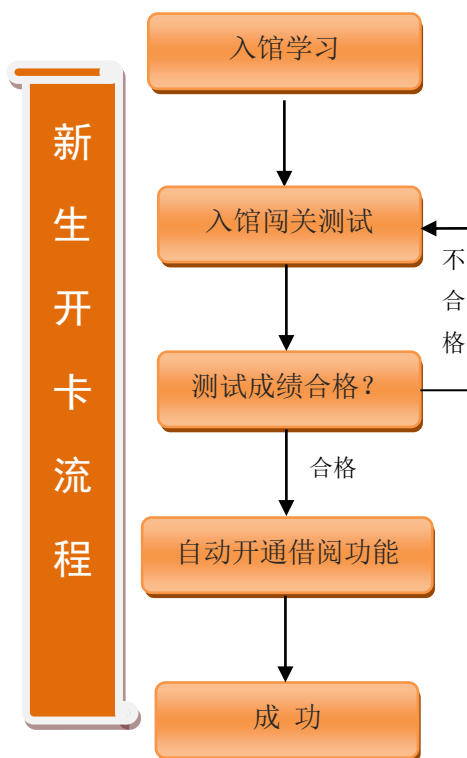 新生开卡流程
入馆学习
入馆闯关测试
不合格
测试成绩合格？
合格
自动开通借阅功能
成 功